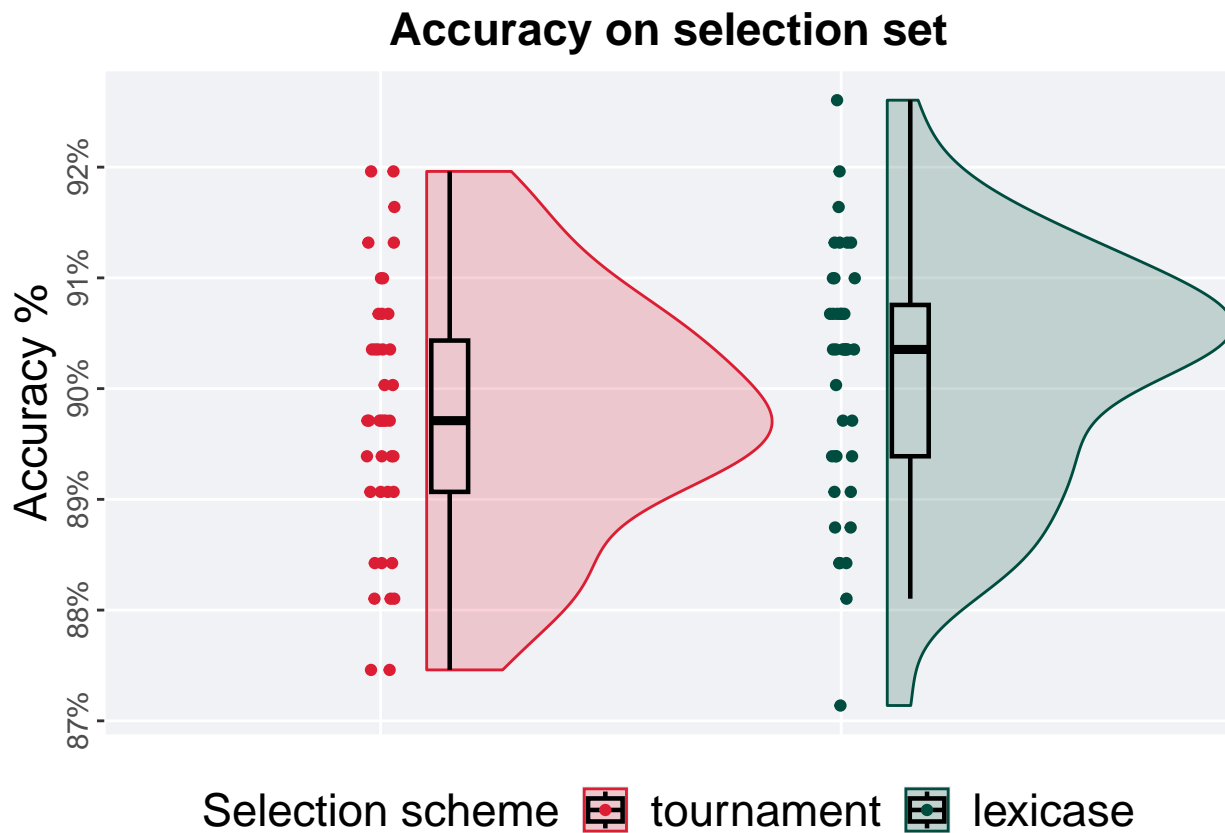 Accuracy on selection set
Accuracy %
92%
91%
90%
89%
88%
87%
Selection scheme tournament lexicase